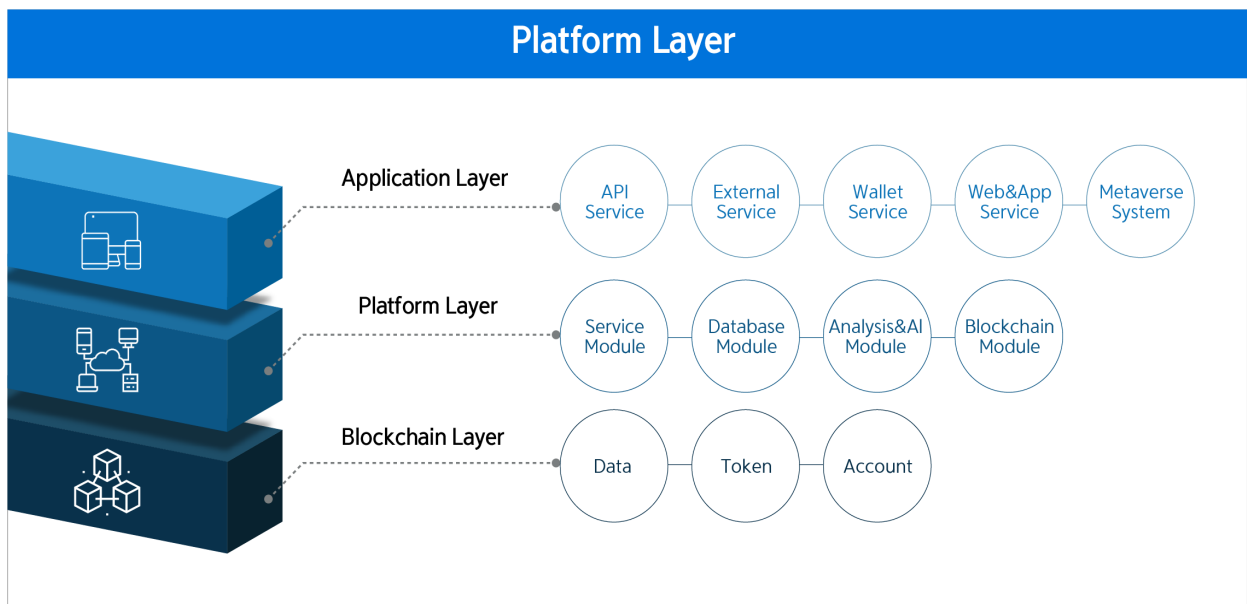 Platform Layer
Application Layer
API
Service
External
Service
Wallet
Service
Web&App
Service
Metaverse
System
Platform Layer
Service
Module
Database
Module
Analysis&AI
Module
Blockchain
Module
Blockchain Layer
Data
Token
Account